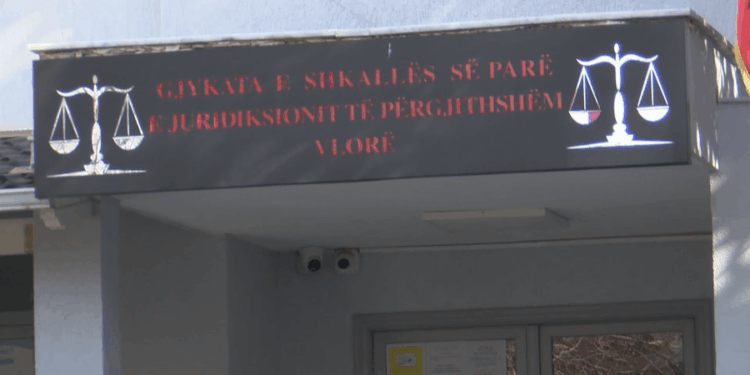 GJYKATA E SHKALLËS SË PARË
E JURIDIKSIONIT TË PËRGJITHSHËM
VLORË